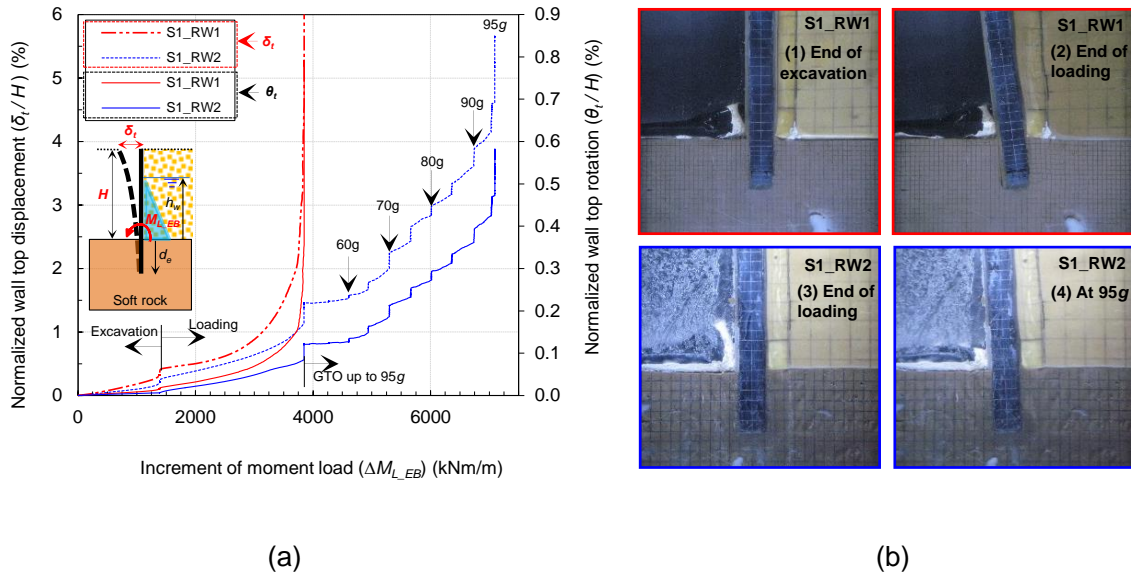 6
5
4
3
2
1
0
Normalized wall top displacement (δt / H) (%)
S1_RW1
S1_RW2
δt
S1_RW1
S1_RW2
θt
δt
H
hw
ML_EB
de
Soft rock
Excavation
Loading
GTO up to 95g
60g
70g
80g
90g
95g
0.9
0.8
0.7
0.6
0.5
0.4
0.3
0.2
0.1
0.0
Normalized wall top rotation (θt / H) (%)
0 2000 4000 6000
Increment of moment load (ΔML_EB) (kNm/m)
(a)
S1_RW1
(1) End of
excavation
S1_RW1
(2) End of
loading
S1_RW2
(3) End of
loading
S1_RW2
(4) At 95g
(b)